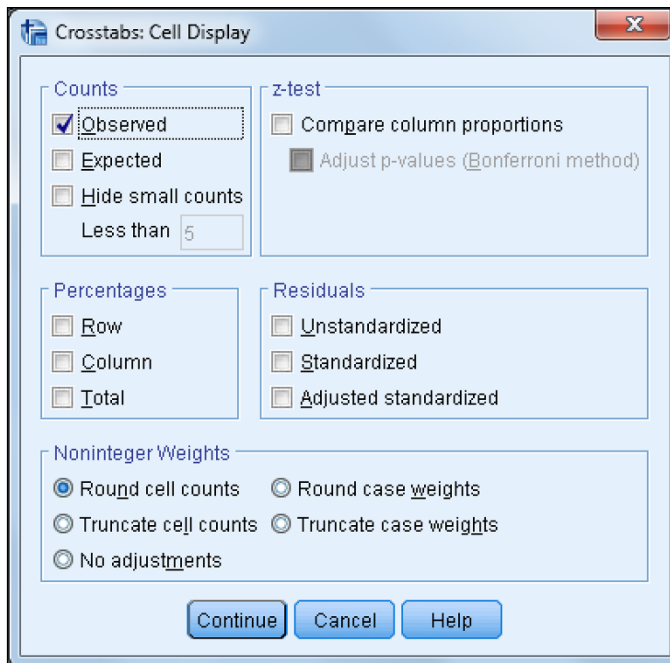 Crosstabs: Cell Display
Counts
Observed
Expected
Hide small counts
Less than 5
z-test
Compare column proportions
Adjust p-values (Bonferroni method)
Percentages
Row
Column
Total
Residuals
Unstandardized
Standardized
Adjusted standardized
Noninteger Weights
Round cell counts
Round case weights
Truncate cell counts
Truncate case weights
No adjustments
Continue
Cancel
Help